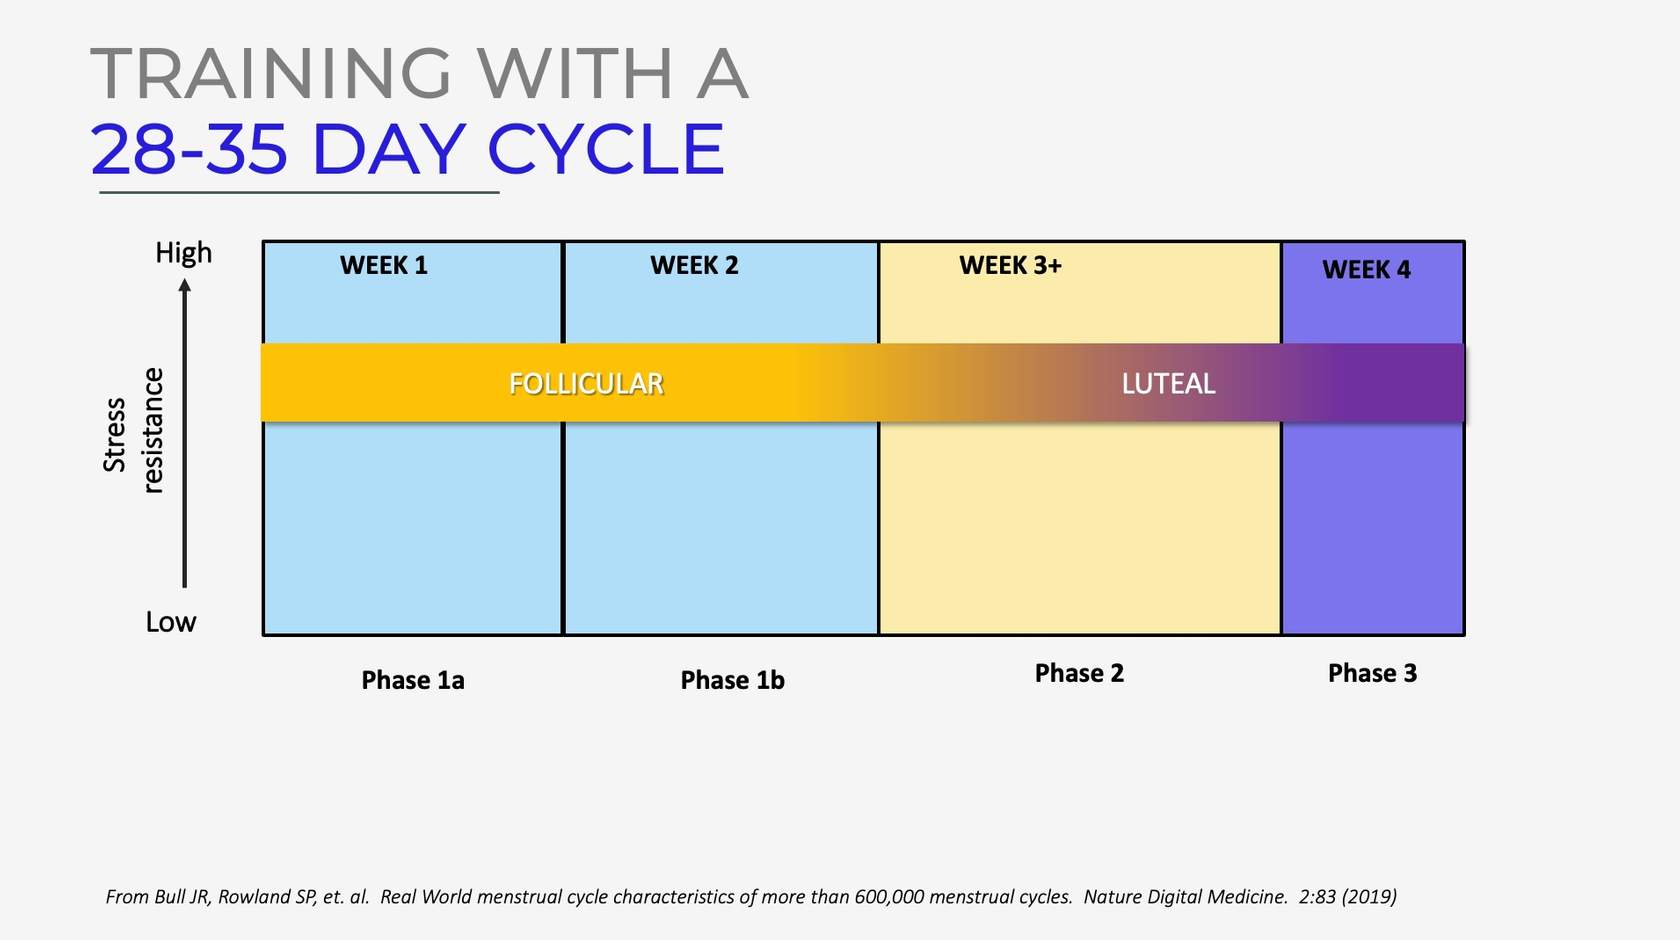 TRAINING WITH A
28-35 DAY CYCLE
High
Stress
resistance
Low
WEEK 1
WEEK 2
WEEK 3+
WEEK 4
FOLLICULAR
LUTEAL
Phase 1a
Phase 1b
Phase 2
Phase 3
From Bull JR, Rowland SP, et. al.  Real World menstrual cycle characteristics of more than 600,000 menstrual cycles.  Nature Digital Medicine.  2:83 (2019)